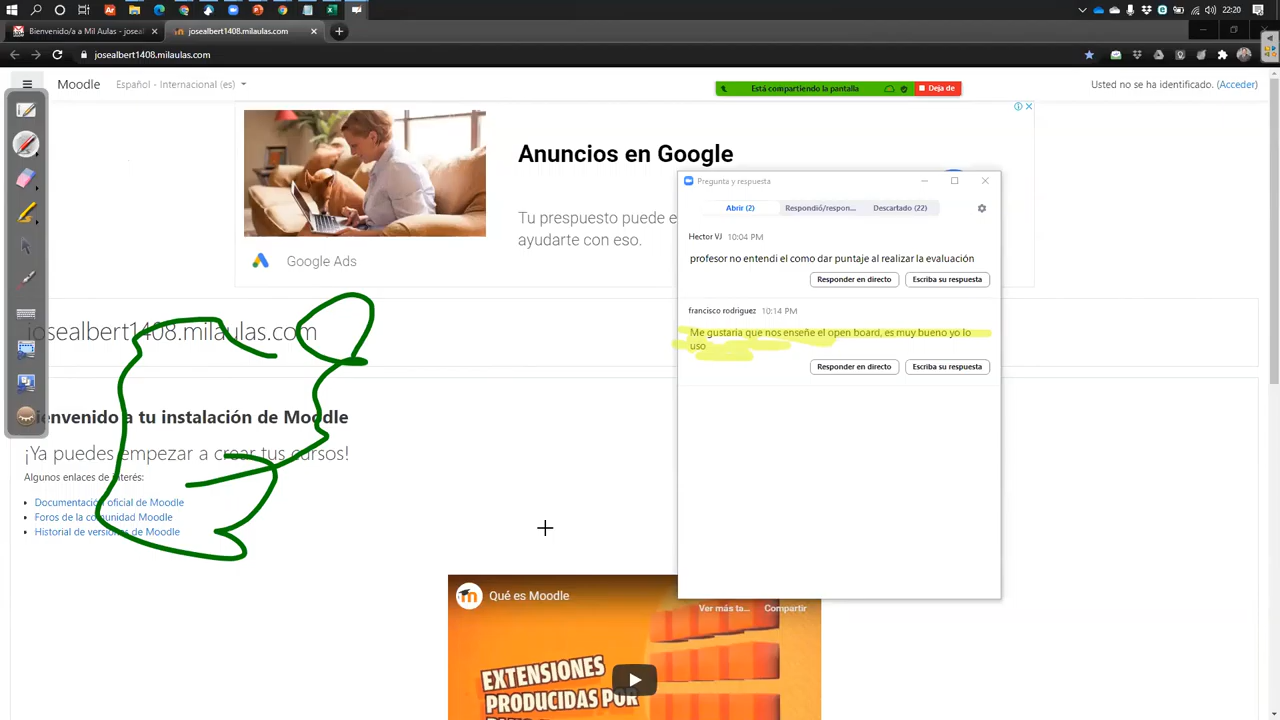 22:20
Bienvenido/a a Mil Aulas - joseal
josealbert1408.milaulas.com
josealbert1408.milaulas.com
Moodle
Español - Internacional (es)
Está compartiendo la pantalla
Deja de
Usted no se ha identificado. (Acceder)
Anuncios en Google
Tu prespuesto puede
ayudarte con eso.
Google Ads
Pregunta y respuesta
Abrir (2)
Respondió/respon...
Descartado (22)
Hector VJ 10:04 PM
profesor no entendi el como dar puntaje al realizar la evaluación
Responder en directo
Escriba su respuesta
francisco rodriguez 10:14 PM
Me gustaria que nos enseñe el open board, es muy bueno yo lo
uso
Responder en directo
Escriba su respuesta
josealbert1408.milaulas.com
Bienvenido a tu instalación de Moodle
¡Ya puedes empezar a crear tus cursos!
Algunos enlaces de interés:
Documentación oficial de Moodle
Foros de la comunidad Moodle
Historial de versiones de Moodle
Qué es Moodle
Ver más ta...
Compartir
EXTENSIONES
PRODUCIDAS POR